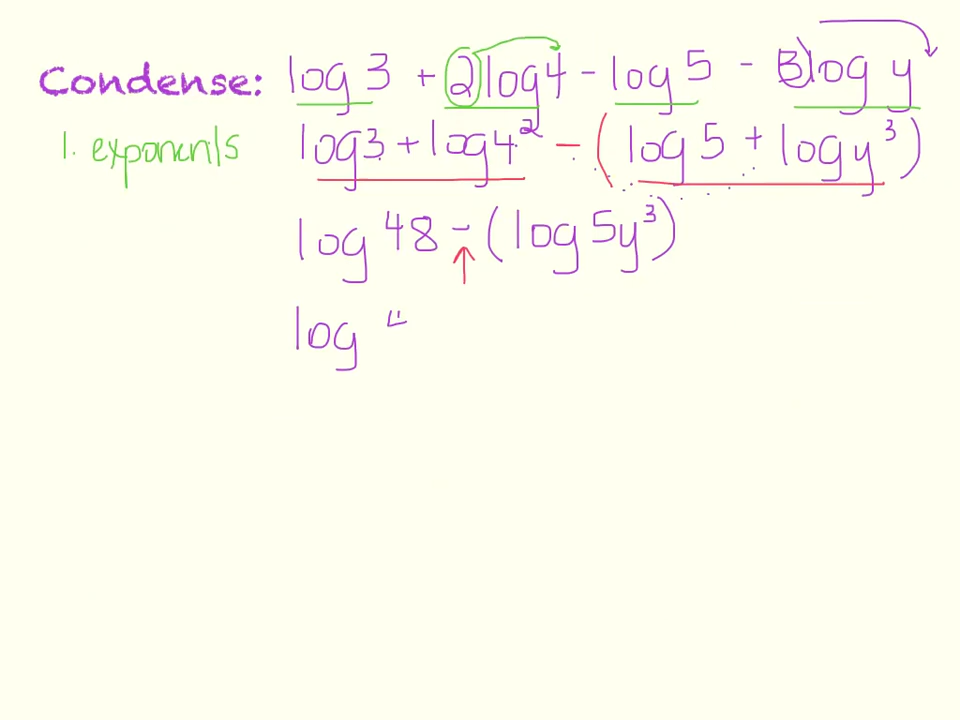 Condense: log 3 + 2 log 4 - log 5 - 3 log y
1. exponents log 3 + log 4² - ( log 5 + log y³ )
log 48 - ( log 5y³ )
log